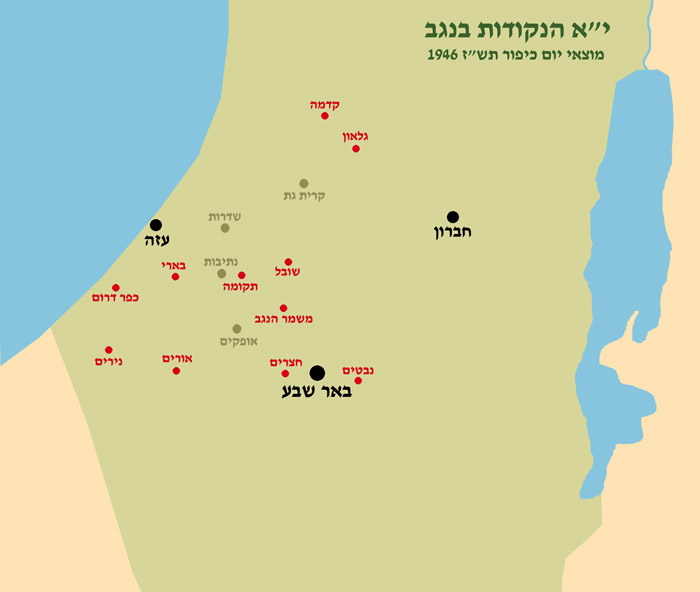 י״א הנקודות בנגב
מוצאי יום כיפור תש״ז 1946
קדמה
גלאון
קרית גת
שדרות
חברון
עזה
נתיבות
בארי
שובל
תקומה
כפר דרום
משמר הנגב
אופקים
נירים
אורים
חצרים
נבטים
באר שבע